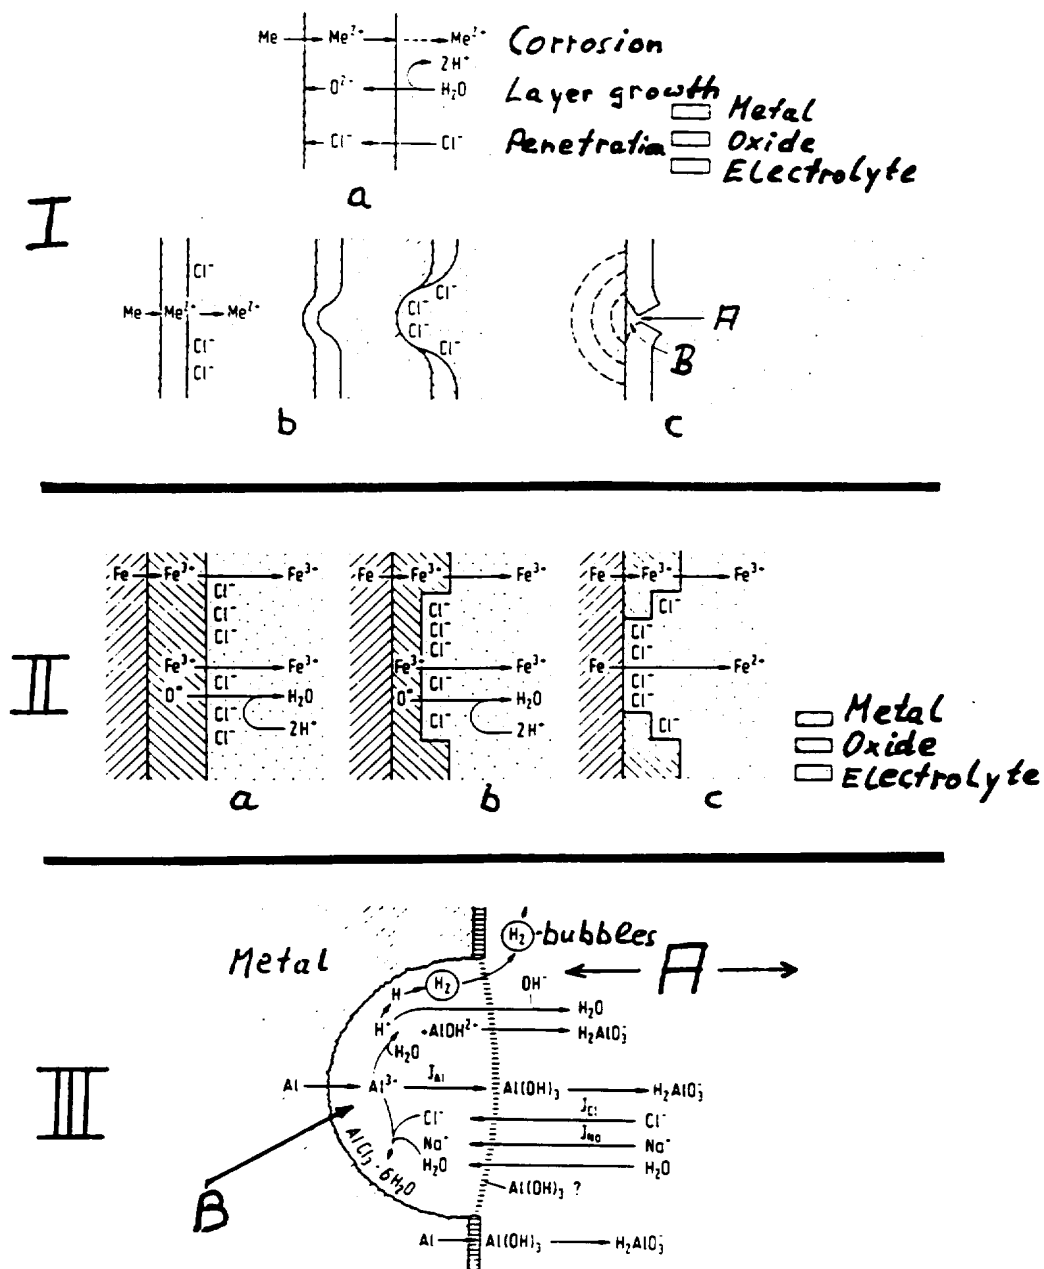 Me Me²⁺ Me²⁺ Corrosion
2H⁺
O²⁻ H₂O Layer growth
Metal
Cl⁻ Cl⁻ Penetration Oxide
Electrolyte
a
I
Cl⁻
Me Me²⁺ Me²⁺
Cl⁻
Cl⁻
Cl⁻
Cl⁻
Cl⁻
Cl⁻
A
B
b
c
Fe Fe³⁺ Fe³⁺
Cl⁻
Cl⁻
Cl⁻
Fe³⁺ Fe³⁺
Cl⁻
O⁼ H₂O
Cl⁻
Cl⁻
2H⁺
a
Fe Fe³⁺ Fe³⁺
Cl⁻
Cl⁻
Cl⁻
Fe³⁺ Fe³⁺
Cl⁻
O⁼ H₂O
Cl⁻
2H⁺
b
Fe Fe³⁺ Fe³⁺
Cl⁻
Cl⁻
Cl⁻
Fe Fe²⁺
Cl⁻
Cl⁻
Cl⁻
c
II
Metal
Oxide
Electrolyte
H₂-bubbles
Metal
A
H H₂
OH⁻
H⁺ H₂O
+AlOH²⁺ H₂AlO₃⁻
H₂O
Al Al³⁺ J_Al Al(OH)₃ H₂AlO₃⁻
Cl⁻ J_Cl Cl⁻
Na⁺ J_Na Na⁺
H₂O H₂O
AlCl₃·6H₂O
Al(OH)₃ ?
III
B
Al Al(OH)₃ H₂AlO₃⁻